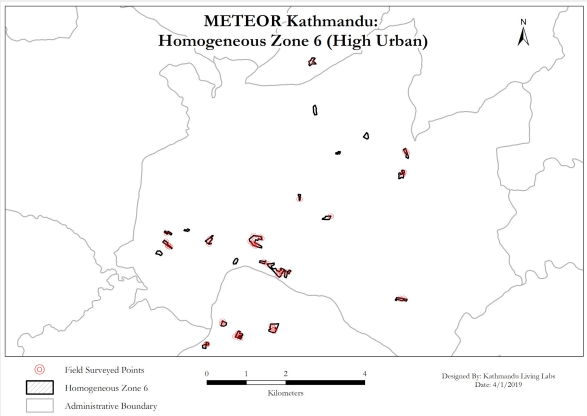 METEOR Kathmandu:
Homogeneous Zone 6 (High Urban)
N
Field Surveyed Points
Homogeneous Zone 6
Administrative Boundary
0 1 2 4
Kilometers
Designed By: Kathmandu Living Labs
Date: 4/1/2019